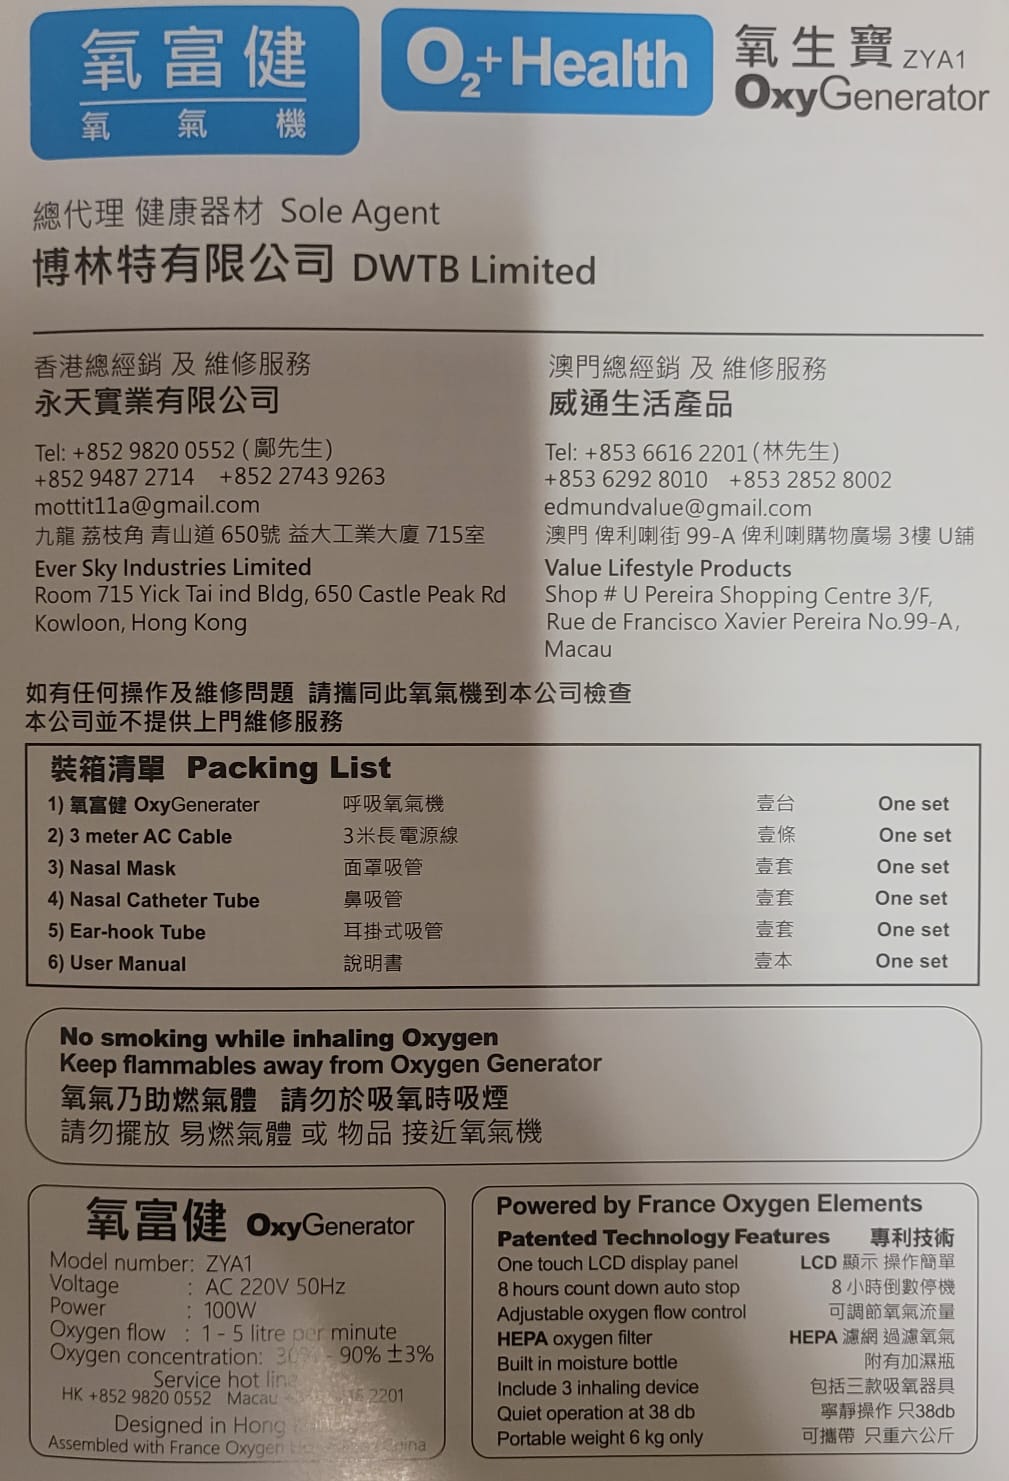 氧富健
氧氣機
O2+Health
氧生寶 ZYA1
OxyGenerator
總代理 健康器材 Sole Agent
博林特有限公司 DWTB Limited
香港總經銷 及 維修服務
永天實業有限公司
Tel: +852 9820 0552 (鄺先生)
+852 9487 2714 +852 2743 9263
mottit11a@gmail.com
九龍 荔枝角 青山道 650號 益大工業大廈 715室
Ever Sky Industries Limited
Room 715 Yick Tai ind Bldg, 650 Castle Peak Rd
Kowloon, Hong Kong
澳門總經銷 及 維修服務
威通生活產品
Tel: +853 6616 2201 (林先生)
+853 6292 8010 +853 2852 8002
edmundvalue@gmail.com
澳門 俾利喇街 99-A 俾利喇購物廣場 3樓 U舖
Value Lifestyle Products
Shop # U Pereira Shopping Centre 3/F,
Rue de Francisco Xavier Pereira No.99-A,
Macau
如有任何操作及維修問題 請攜同此氧氣機到本公司檢查
本公司並不提供上門維修服務
裝箱清單 Packing List
1) 氧富健 OxyGenerater 呼吸氧氣機 壹台 One set
2) 3 meter AC Cable 3米長電源線 壹條 One set
3) Nasal Mask 面罩吸管 壹套 One set
4) Nasal Catheter Tube 鼻吸管 壹套 One set
5) Ear-hook Tube 耳掛式吸管 壹套 One set
6) User Manual 說明書 壹本 One set
No smoking while inhaling Oxygen
Keep flammables away from Oxygen Generator
氧氣乃助燃氣體 請勿於吸氧時吸煙
請勿擺放 易燃氣體 或 物品 接近氧氣機
氧富健 OxyGenerator
Model number: ZYA1
Voltage : AC 220V 50Hz
Power : 100W
Oxygen flow : 1 - 5 litre per minute
Oxygen concentration: 30% - 90% ±3%
Service hot line
HK +852 9820 0552 Macau 2201
Designed in Hong
Assembled with France Oxygen
Powered by France Oxygen Elements
Patented Technology Features 專利技術
One touch LCD display panel LCD 顯示 操作簡單
8 hours count down auto stop 8 小時倒數停機
Adjustable oxygen flow control 可調節氧氣流量
HEPA oxygen filter HEPA 濾網 過濾氧氣
Built in moisture bottle 附有加濕瓶
Include 3 inhaling device 包括三款吸氧器具
Quiet operation at 38 db 寧靜操作 只38db
Portable weight 6 kg only 可攜帶 只重六公斤